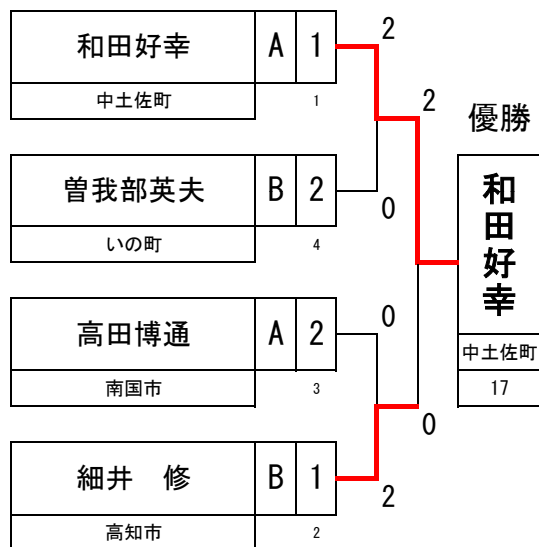 和田好幸 A 1
中土佐町 1
2
曽我部英夫 B 2
いの町 4
0
2
高田博通 A 2
南国市 3
0
細井 修 B 1
高知市 2
2
0
優勝
和田好幸
中土佐町
17